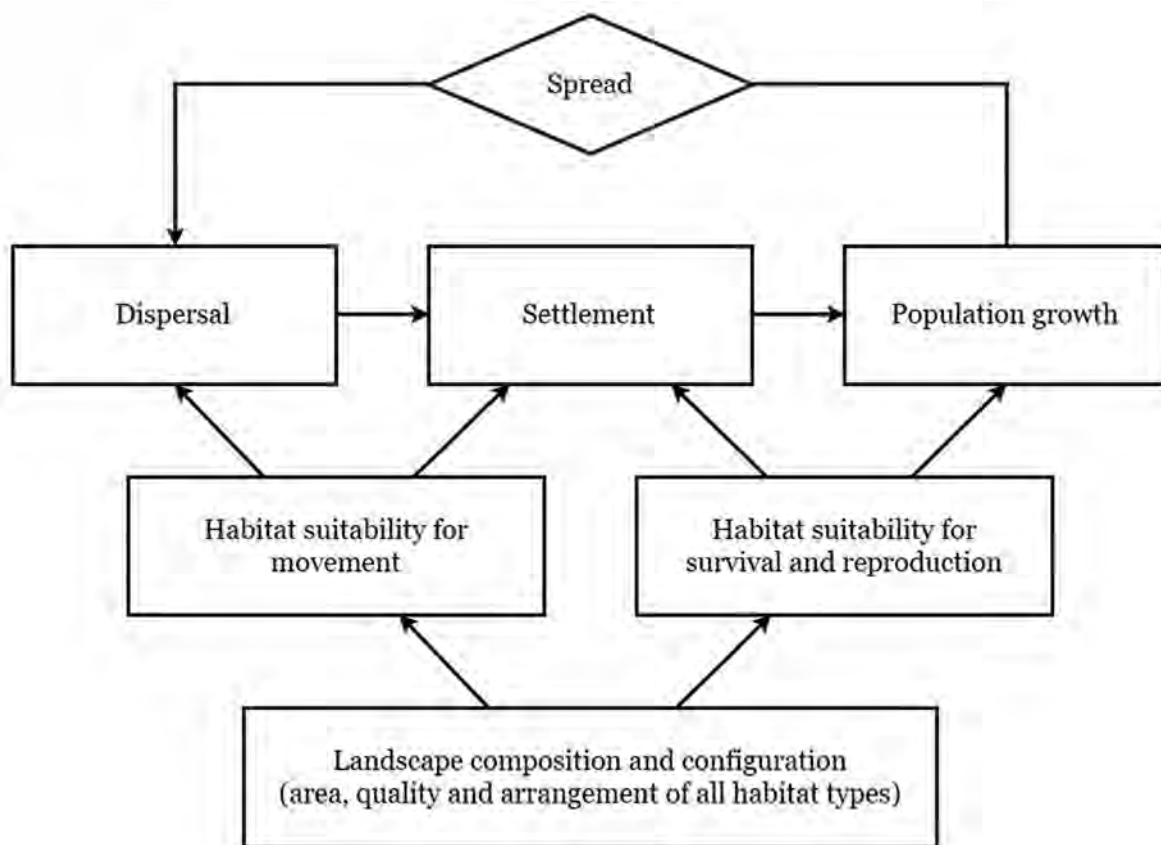 Spread
Dispersal
Settlement
Population growth
Habitat suitability for
movement
Habitat suitability for
survival and reproduction
Landscape composition and configuration
(area, quality and arrangement of all habitat types)